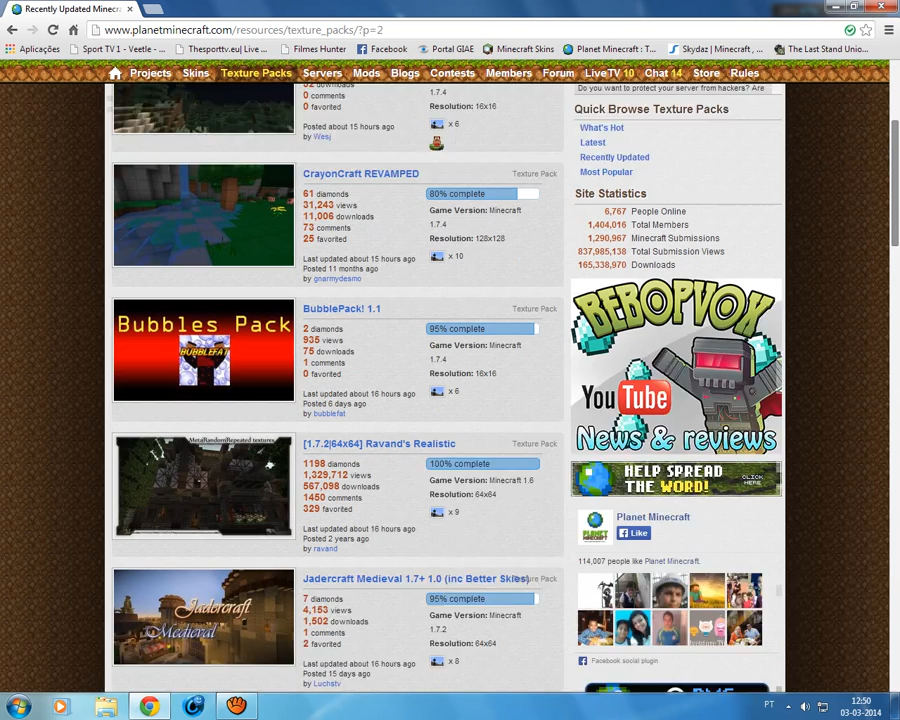 Recently Updated Minecr
www.planetminecraft.com/resources/texture_packs/?p=2
Aplicações Sport TV 1 - Veetle - ... Thesporttv.eu| Live ... Filmes Hunter Facebook Portal GIAE Minecraft Skins Planet Minecraft : T... Skydaz | Minecraft , ... The Last Stand Unio...
Projects Skins Texture Packs Servers Mods Blogs Contests Members Forum LiveTV 10 Chat 14 Store Rules
downloads
0 comments
0 favorited
Posted about 15 hours ago
by Wesj
1.7.4
Resolution: 16x16
x 6
CrayonCraft REVAMPED
Texture Pack
61 diamonds
31,243 views
11,006 downloads
73 comments
25 favorited
Last updated about 15 hours ago
Posted 11 months ago
by gnarmydesmo
80% complete
Game Version: Minecraft
1.7.4
Resolution: 128x128
x 10
Bubbles Pack
BUBBLEFAT
BubblePack! 1.1
Texture Pack
2 diamonds
935 views
75 downloads
1 comments
0 favorited
Last updated about 16 hours ago
Posted 6 days ago
by bubblefat
95% complete
Game Version: Minecraft
1.7.4
Resolution: 16x16
x 6
Meta|Random|Repeated textures
[1.7.2|64x64] Ravand's Realistic
Texture Pack
1198 diamonds
1,329,712 views
567,098 downloads
1450 comments
329 favorited
Last updated about 16 hours ago
Posted 2 years ago
by ravand
100% complete
Game Version: Minecraft 1.6
Resolution: 64x64
x 9
Jadercraft
Medieval
Jadercraft Medieval 1.7+ 1.0 (inc Better Skies)
Texture Pack
7 diamonds
4,153 views
1,502 downloads
1 comments
2 favorited
Last updated about 16 hours ago
Posted 15 days ago
by Luchstv
95% complete
Game Version: Minecraft
1.7.2
Resolution: 64x64
x 8
Do you want to protect your server from hackers? Are
Quick Browse Texture Packs
What's Hot
Latest
Recently Updated
Most Popular
Site Statistics
6,767 People Online
1,404,016 Total Members
1,290,967 Minecraft Submissions
837,985,138 Total Submission Views
165,338,970 Downloads
BEBOPVOX
YouTube
News & reviews
HELP SPREAD
THE WORD!
CLICK
HERE
PLANET
MINECRAFT
Planet Minecraft
Like
114,007 people like Planet Minecraft.
Facebook social plugin
PT
12:50
03-03-2014